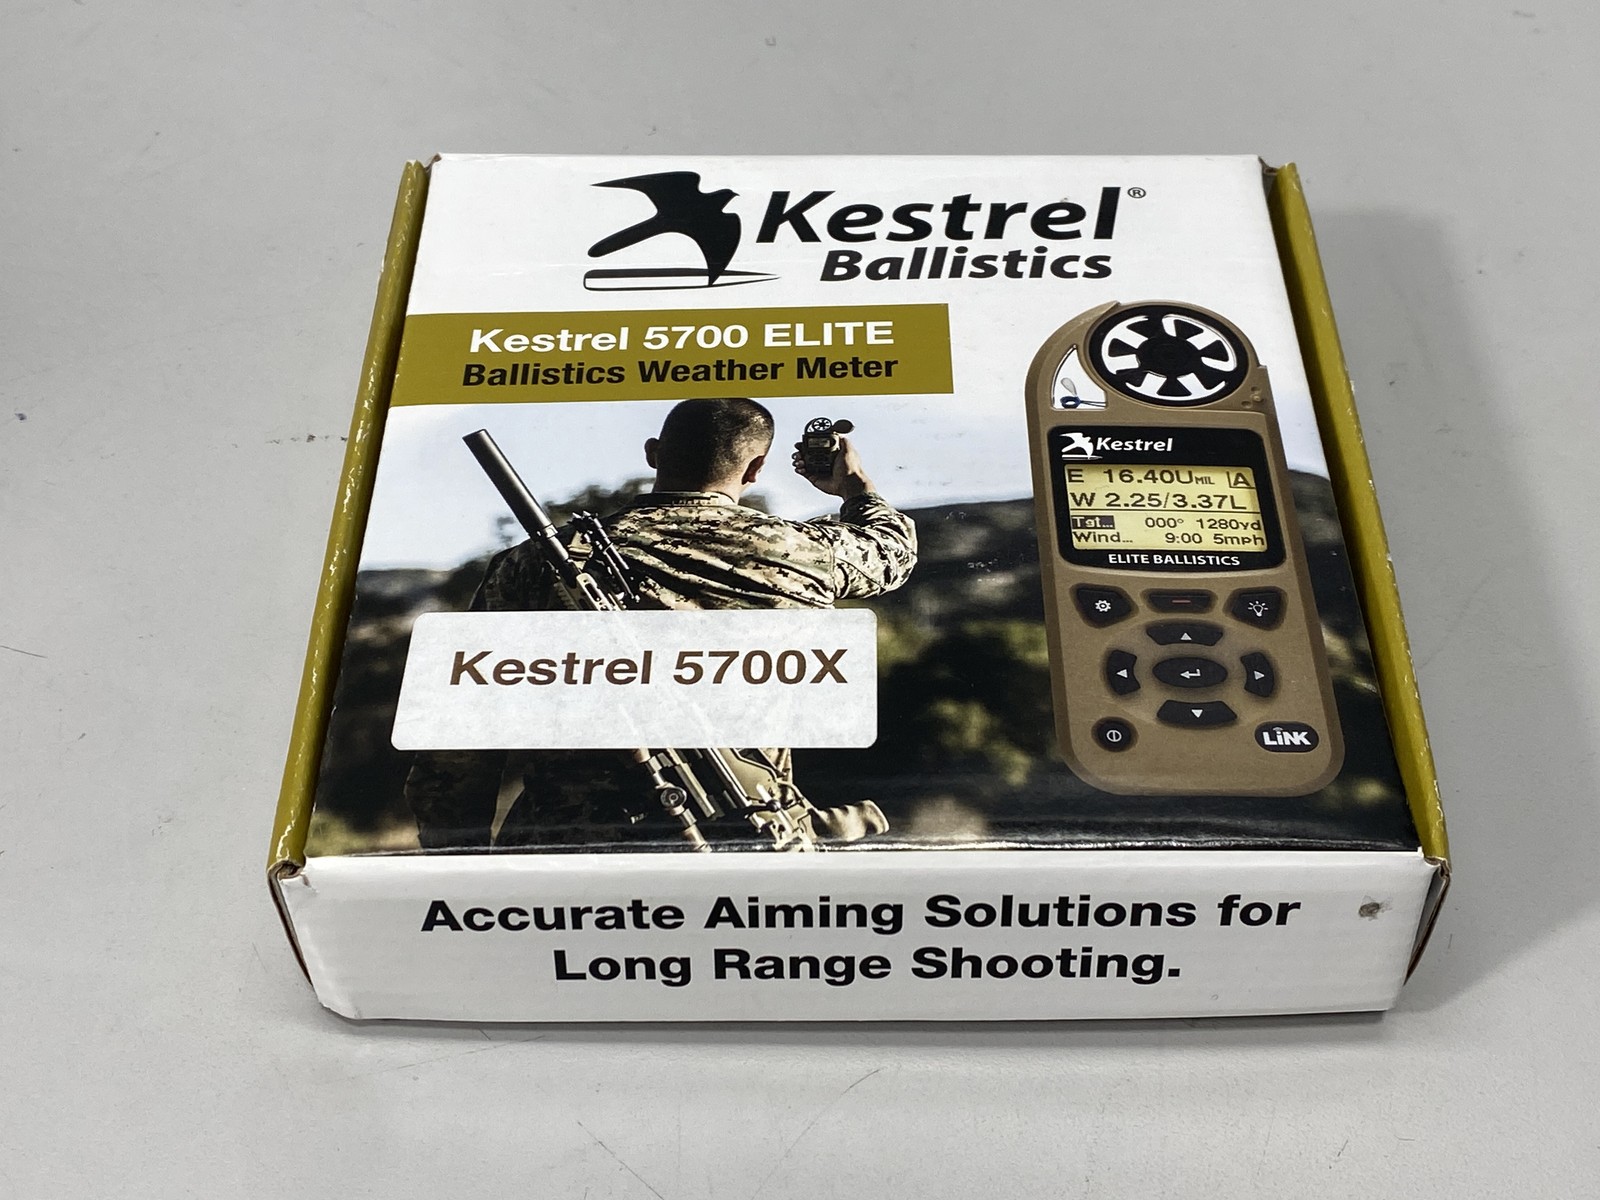 Kestrel®
Ballistics
Kestrel 5700 ELITE
Ballistics Weather Meter
Kestrel
E 16.40UMIL A
W 2.25/3.37L
Tgt... 000° 1280yd
Wind... 9:00 5mph
ELITE BALLISTICS
Kestrel 5700X
LiNK
Accurate Aiming Solutions for
Long Range Shooting.